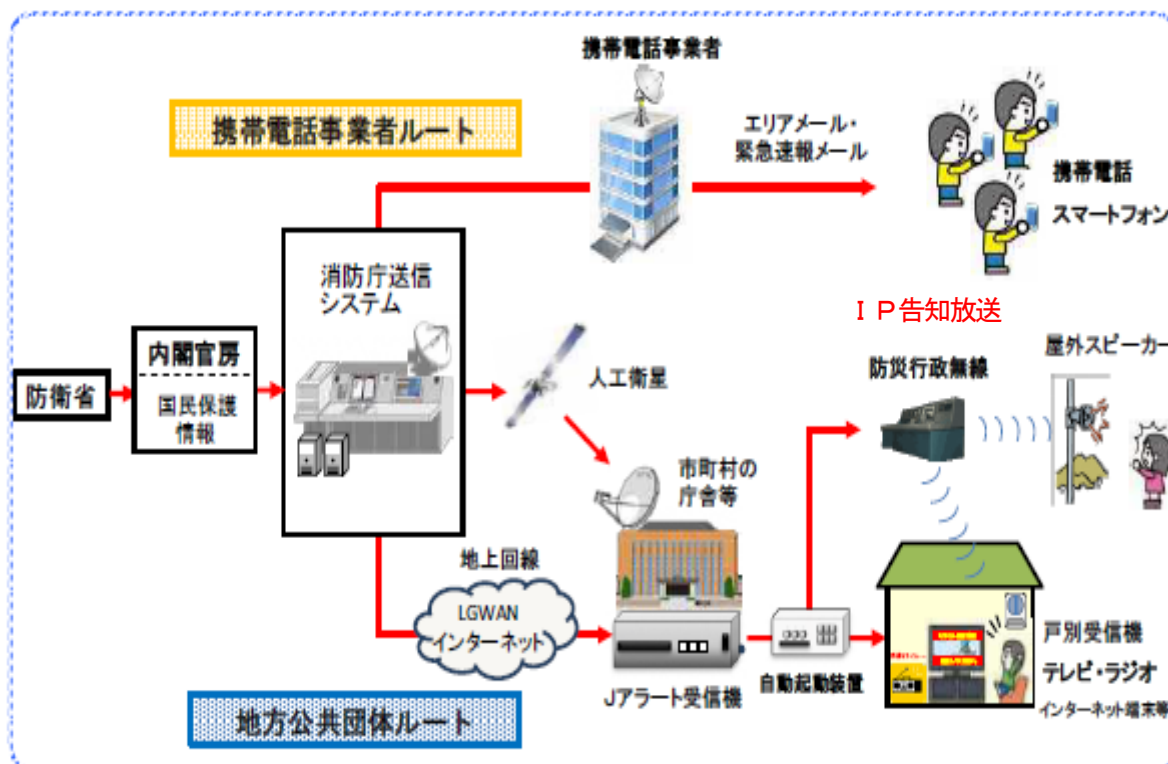 携帯電話事業者
携帯電話事業者ルート
エリアメール・
緊急速報メール
携帯電話
スマートフォン
消防庁送信
システム
ＩＰ告知放送
内閣官房
国民保護
情報
防衛省
人工衛星
防災行政無線
屋外スピーカー
市町村の
庁舎等
地上回線
LGWAN
インターネット
Jアラート受信機
自動起動装置
戸別受信機
テレビ・ラジオ
インターネット端末等
地方公共団体ルート